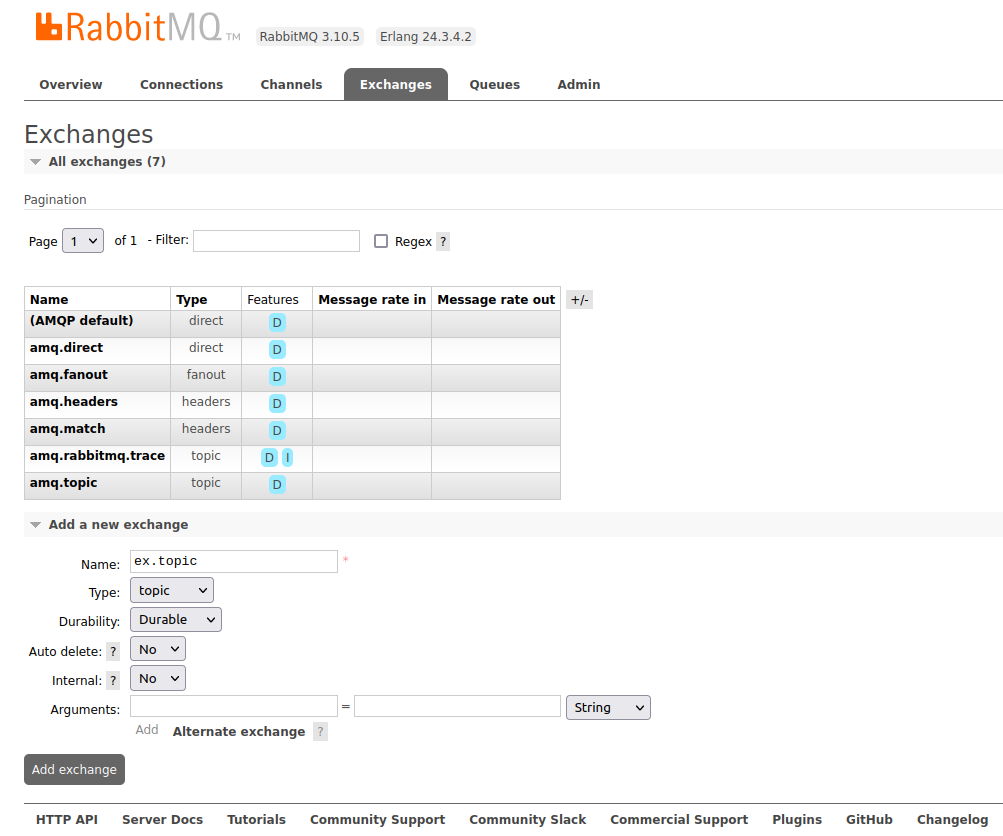 RabbitMQ TM RabbitMQ 3.10.5 Erlang 24.3.4.2
Overview Connections Channels Exchanges Queues Admin
Exchanges
All exchanges (7)
Pagination
Page 1 of 1 - Filter: Regex ?
Name Type Features Message rate in Message rate out +/-
(AMQP default) direct D
amq.direct direct D
amq.fanout fanout D
amq.headers headers D
amq.match headers D
amq.rabbitmq.trace topic D I
amq.topic topic D
Add a new exchange
Name: ex.topic *
Type: topic
Durability: Durable
Auto delete: ? No
Internal: ? No
Arguments: = String
Add Alternate exchange ?
Add exchange
HTTP API Server Docs Tutorials Community Support Community Slack Commercial Support Plugins GitHub Changelog